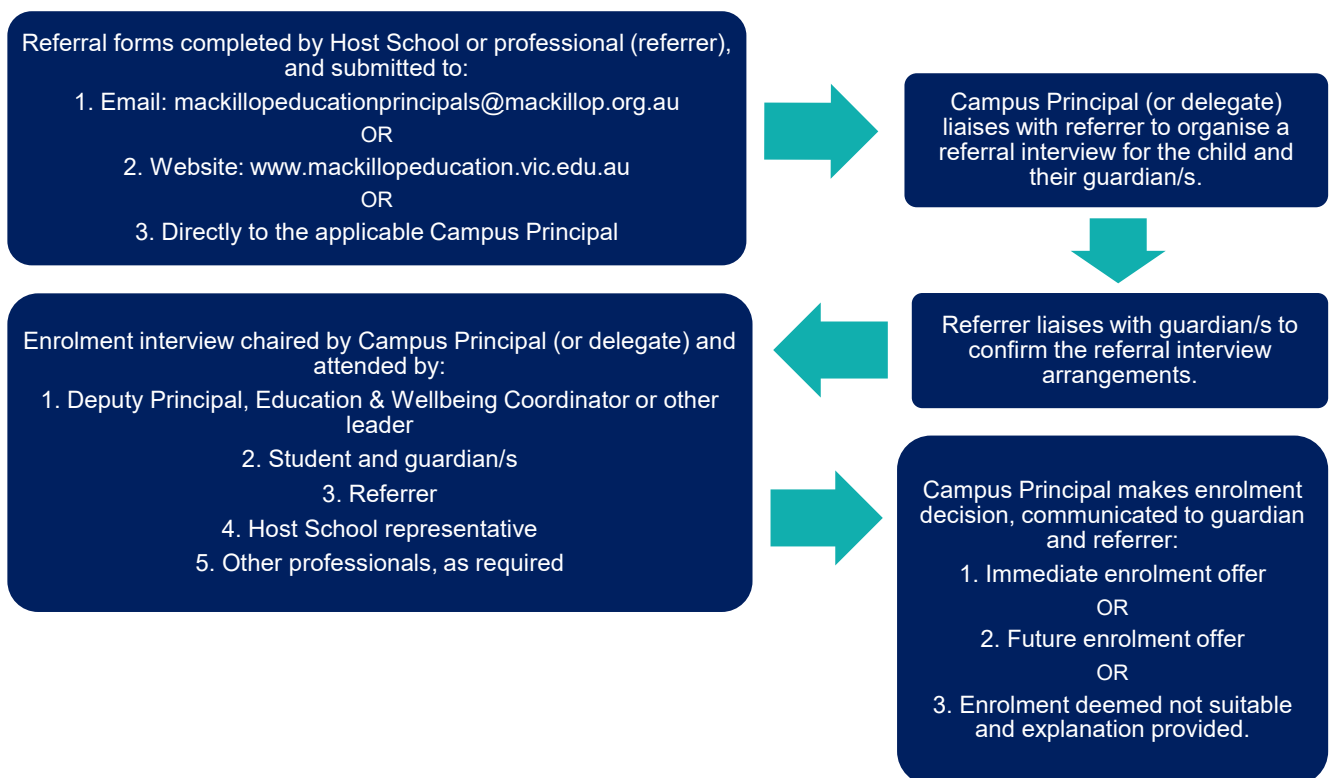 Referral forms completed by Host School or professional (referrer),
and submitted to:
1. Email: mackillopeducationprincipals@mackillop.org.au
OR
2. Website: www.mackillopeducation.vic.edu.au
OR
3. Directly to the applicable Campus Principal
Campus Principal (or delegate)
liaises with referrer to organise a
referral interview for the child and
their guardian/s.
Referrer liaises with guardian/s to
confirm the referral interview
arrangements.
Enrolment interview chaired by Campus Principal (or delegate) and
attended by:
1. Deputy Principal, Education & Wellbeing Coordinator or other
leader
2. Student and guardian/s
3. Referrer
4. Host School representative
5. Other professionals, as required
Campus Principal makes enrolment
decision, communicated to guardian
and referrer:
1. Immediate enrolment offer
OR
2. Future enrolment offer
OR
3. Enrolment deemed not suitable
and explanation provided.